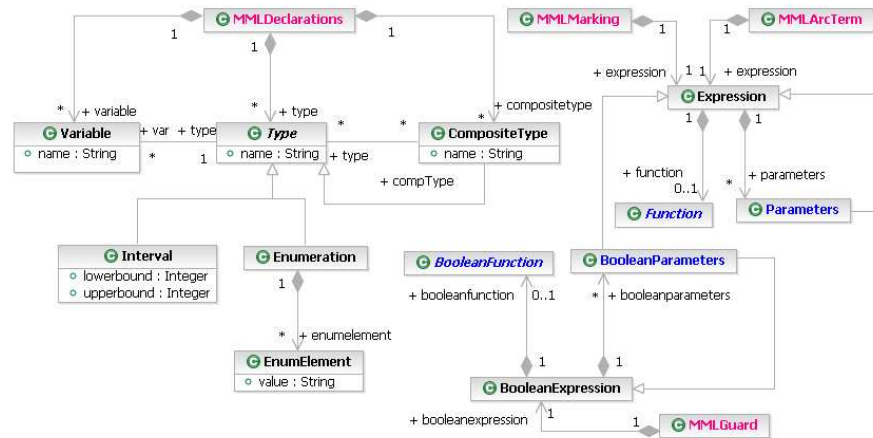 MMLDeclarations
MMLMarking
MMLArcTerm
1
1
1
1
1
+ expression
1
1
+ expression
* + variable
*
+ type
+ compositetype
*
Expression
Variable
name : String
+ var + type
*
1
Type
name : String
*
*
+ type
CompositeType
name : String
+ compType
1
1
+ function
0..1
+ parameters
*
Function
Parameters
Interval
lowerbound : Integer
upperbound : Integer
Enumeration
1
* + enumelement
EnumElement
value : String
BooleanFunction
BooleanParameters
+ booleanfunction
0..1
* + booleanparameters
1
1
BooleanExpression
+ booleanexpression
1
1
MMLGuard